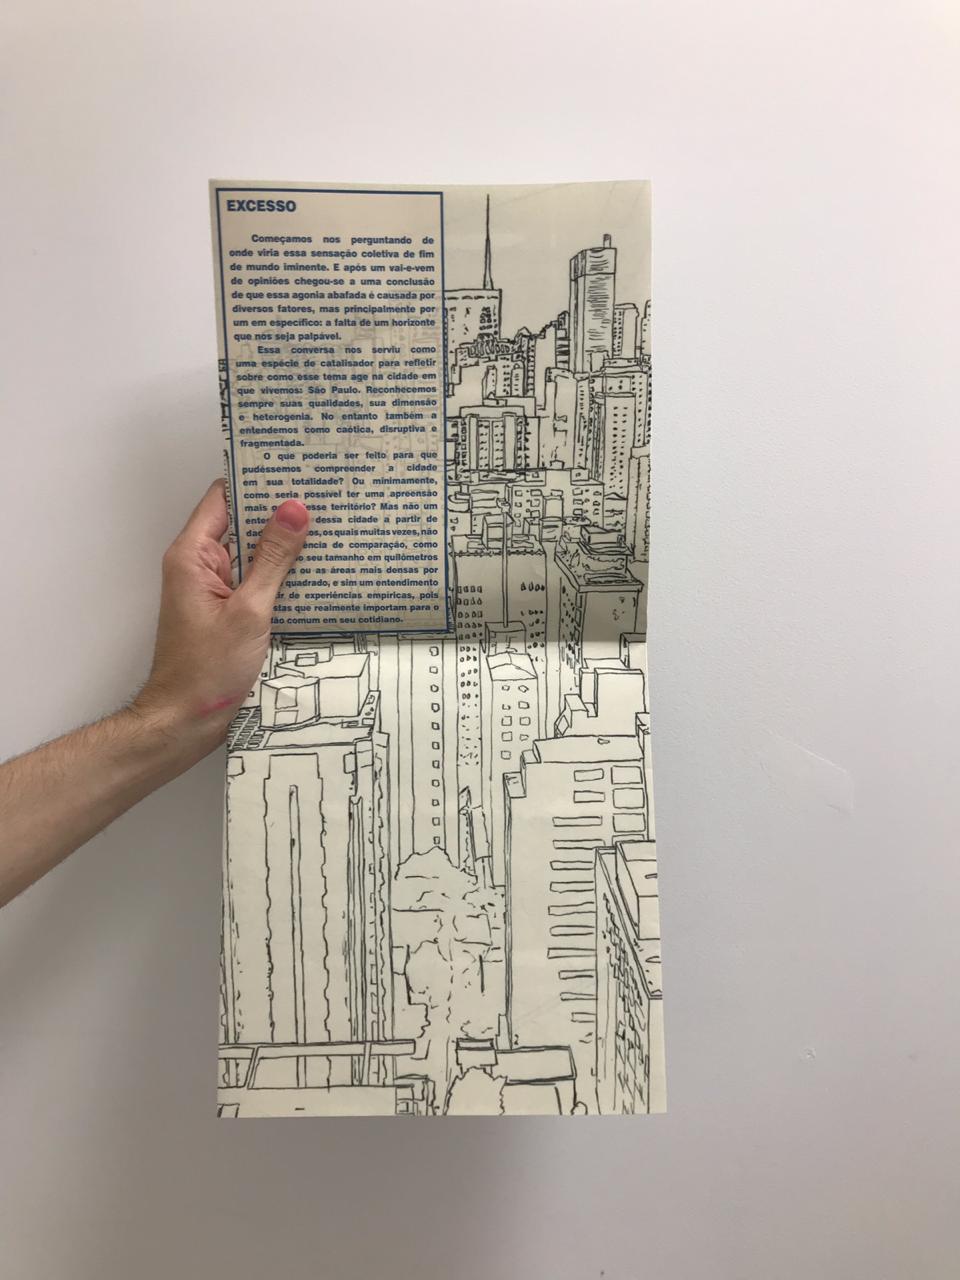 EXCESSO
Começamos nos perguntando de
onde viria essa sensação coletiva de fim
de mundo iminente. E após um vai-e-vem
de opiniões chegou-se a uma conclusão
de que essa agonia abafada é causada por
diversos fatores, mas principalmente por
um em específico: a falta de um horizonte
que nos seja palpável.
Essa conversa nos serviu como
uma espécie de catalisador para refletir
sobre como esse tema age na cidade em
que vivemos: São Paulo. Reconhecemos
sempre suas qualidades, sua dimensão
e heterogenia. No entanto também a
entendemos como caótica, disruptiva e
fragmentada.
O que poderia ser feito para que
pudéssemos compreender a cidade
em sua totalidade? Ou minimamente,
como seria possível ter uma apreensão
mais desse território? Mas não um
dessa cidade a partir de
os quais muitas vezes, não
de comparação, como
seu tamanho em quilômetros
ou as áreas mais densas por
quadrado, e sim um entendimento
de experiências empíricas, pois
que realmente importam para o
comum em seu cotidiano.